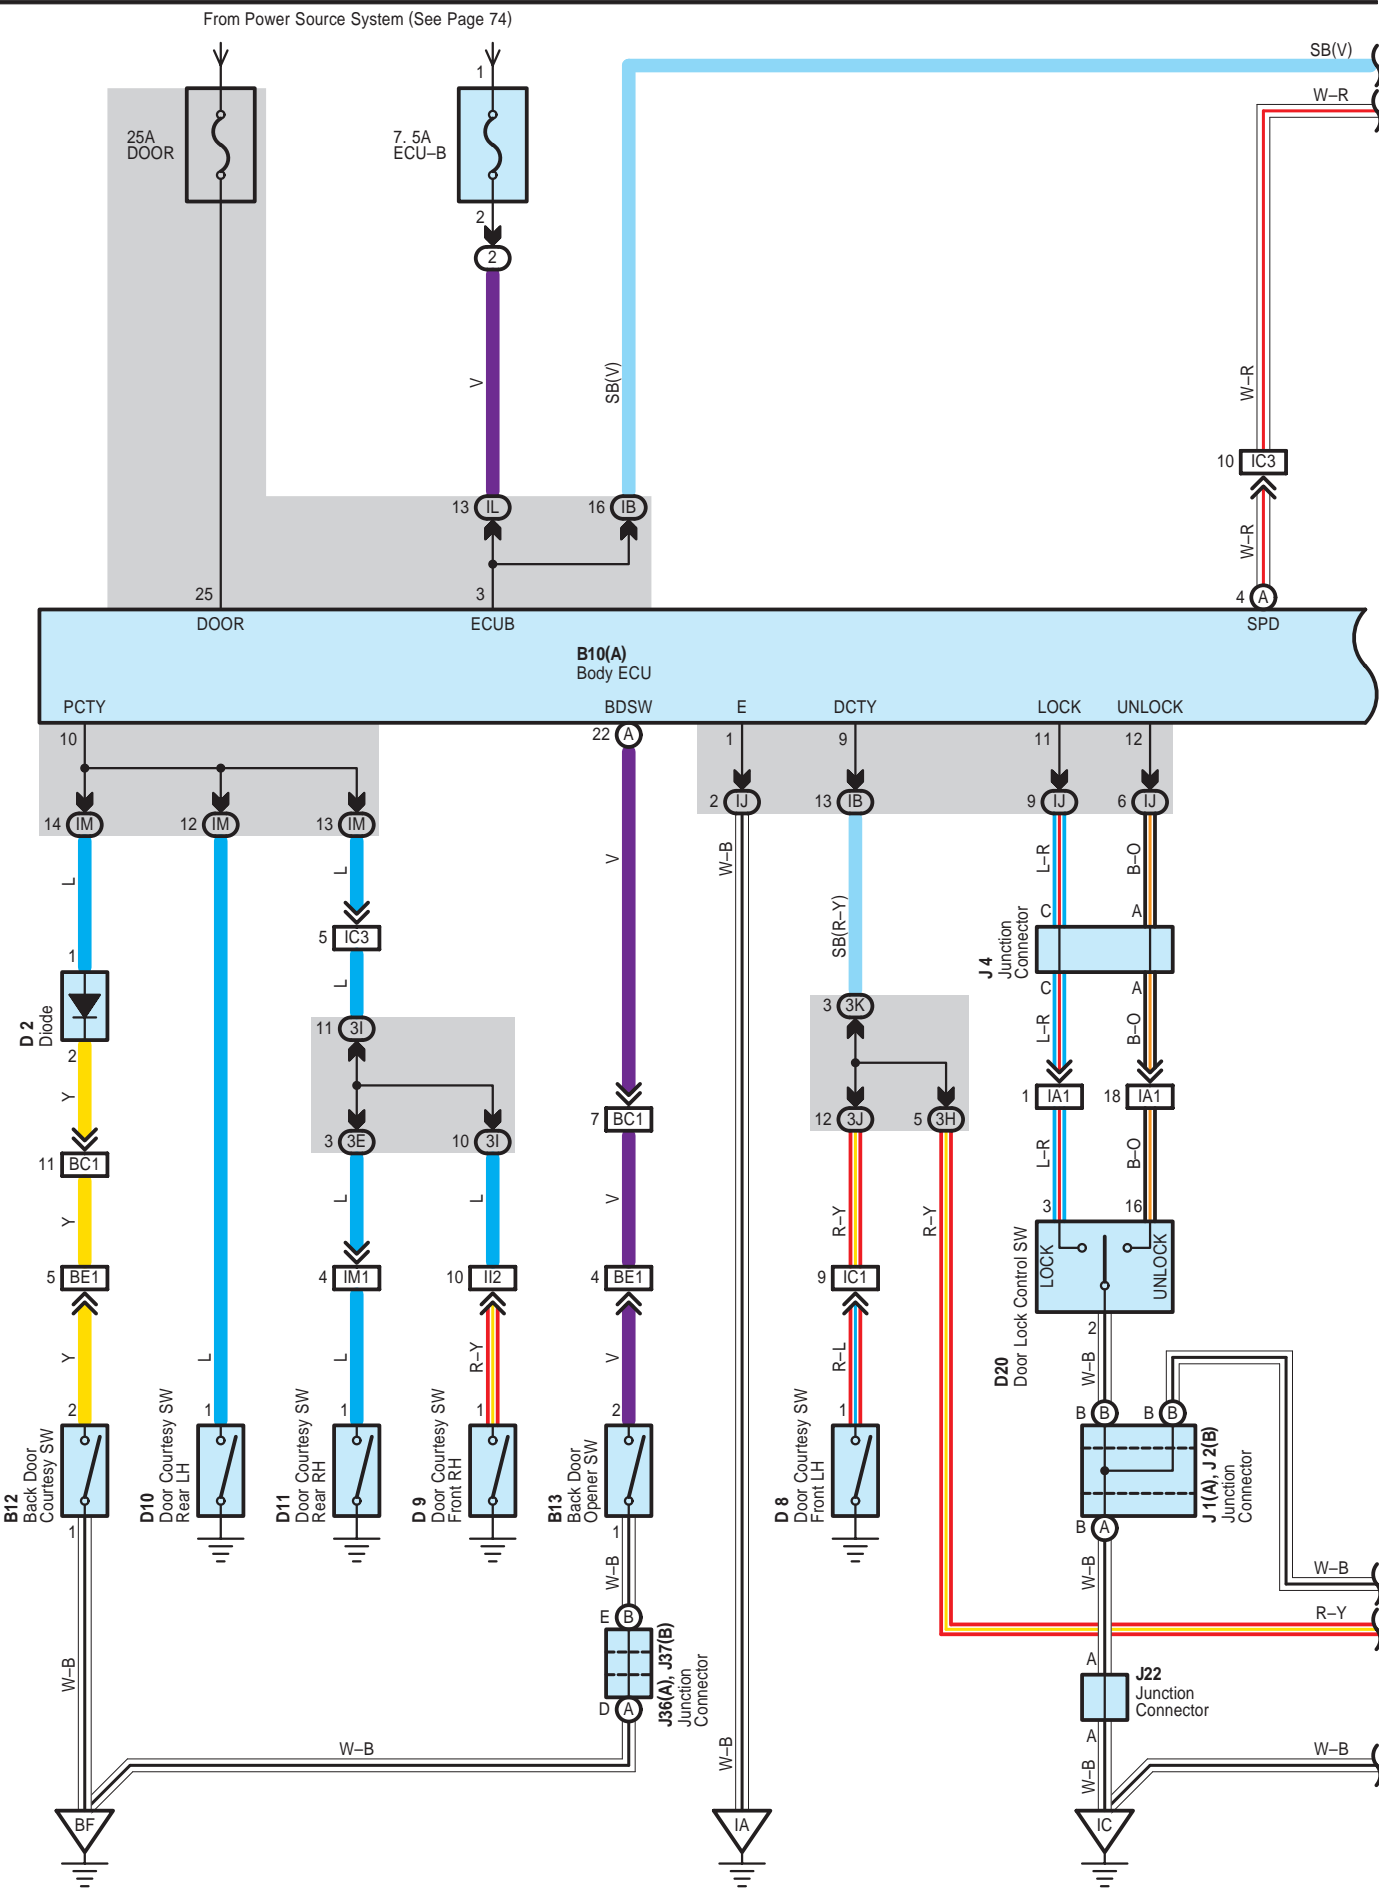 From Power Source System (See Page 74)
SB(V)
W–R
1
25A
DOOR
7. 5A
ECU–B
2
2
V
SB(V)
W–R
10 IC3
13 IL
16 IB
W–R
25
3
4 A
DOOR
ECUB
SPD
B10(A)
Body ECU
PCTY
BDSW
E
DCTY
LOCK
UNLOCK
10
22 A
1
9
11
12
14 IM
12 IM
13 IM
2 IJ
13 IB
9 IJ
6 IJ
L
L
V
W–B
SB(R–Y)
L–R
B–O
C
A
5 IC3
J 4
Junction
Connector
1
L
C
A
D 2
Diode
3 3K
L–R
B–O
2
11 3I
Y
1 IA1
18 IA1
3 3E
10 3I
7 BC1
12 3J
5 3H
11 BC1
L–R
B–O
Y
L
L
V
R–Y
R–Y
3
16
5 BE1
4 IM1
10 II2
4 BE1
9 IC1
LOCK
UNLOCK
D20
Door Lock Control SW
2
Y
L
L
R–Y
V
R–L
W–B
2
1
1
1
2
1
B B
B B
B12
Back Door
Courtesy SW
D10
Door Courtesy SW
Rear LH
D11
Door Courtesy SW
Rear RH
D 9
Door Courtesy SW
Front RH
B13
Back Door
Opener SW
D 8
Door Courtesy SW
Front LH
J 1(A), J 2(B)
Junction
Connector
1
1
B A
W–B
W–B
W–B
E B
R–Y
J36(A), J37(B)
Junction
Connector
W–B
A
J22
Junction
Connector
D A
A
W–B
W–B
W–B
W–B
BF
IA
IC